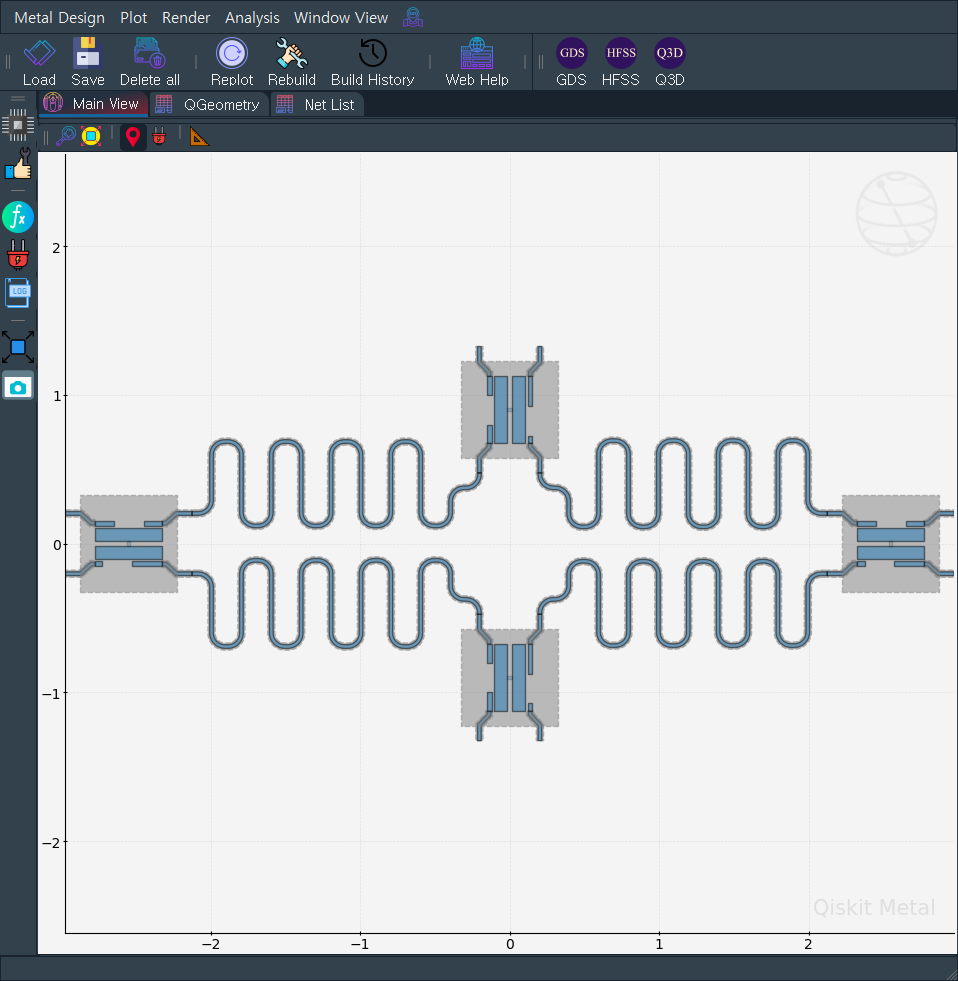 Metal Design Plot Render Analysis Window View
GDS HFSS Q3D
Load Save Delete all Replot Rebuild Build History Web Help GDS HFSS Q3D
Main View QGeometry Net List
fx
LOG
2
1
0
−1
−2
Qiskit Metal
−2 −1 0 1 2